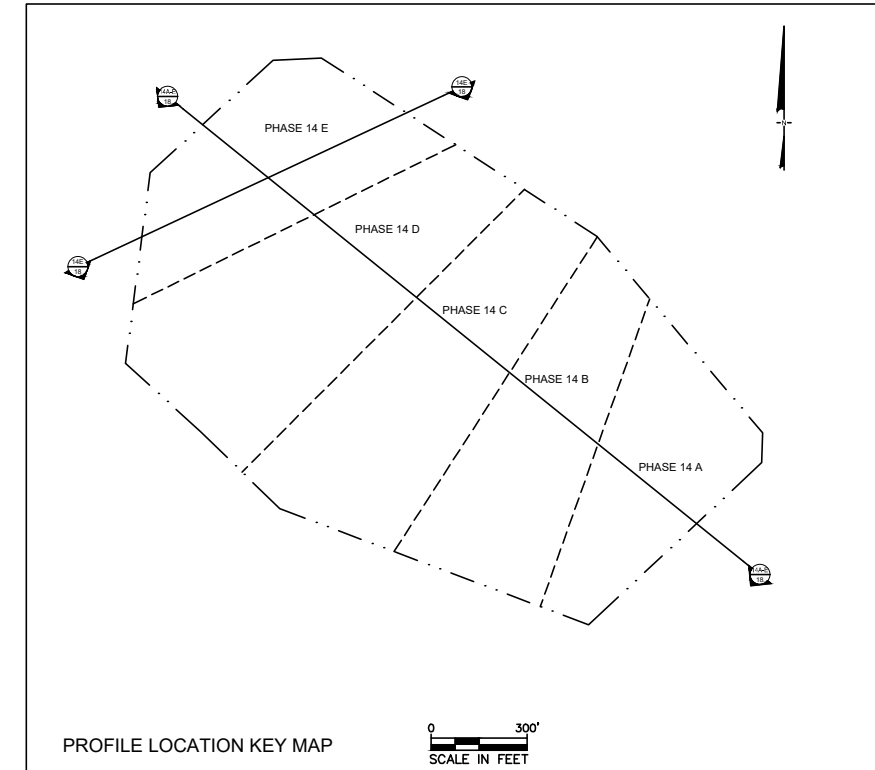 14A-E
18
14E
18
N
PHASE 14 E
PHASE 14 D
14E
18
PHASE 14 C
PHASE 14 B
PHASE 14 A
14A-E
18
0 300'
SCALE IN FEET
PROFILE LOCATION KEY MAP